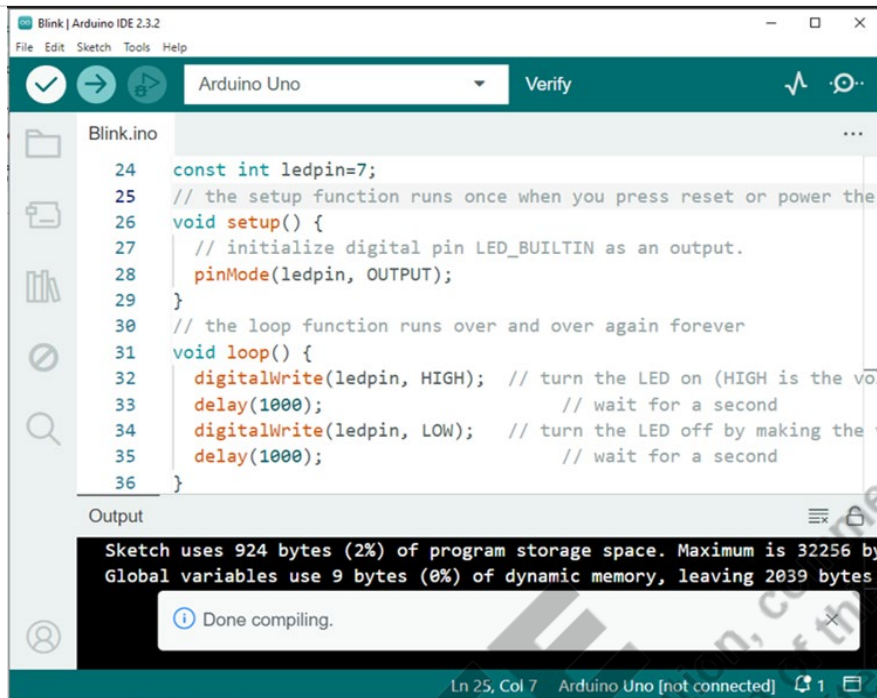 Blink | Arduino IDE 2.3.2
File Edit Sketch Tools Help
Arduino Uno
Verify
Blink.ino
24 const int ledpin=7;
25 // the setup function runs once when you press reset or power the
26 void setup() {
27 // initialize digital pin LED_BUILTIN as an output.
28 pinMode(ledpin, OUTPUT);
29 }
30 // the loop function runs over and over again forever
31 void loop() {
32 digitalWrite(ledpin, HIGH); // turn the LED on (HIGH is the
33 delay(1000); // wait for a second
34 digitalWrite(ledpin, LOW); // turn the LED off by making the
35 delay(1000); // wait for a second
36 }
Output
Sketch uses 924 bytes (2%) of program storage space. Maximum is 32256
Global variables use 9 bytes (0%) of dynamic memory, leaving 2039 bytes
Done compiling.
Ln 25, Col 7 Arduino Uno [not connected] 1